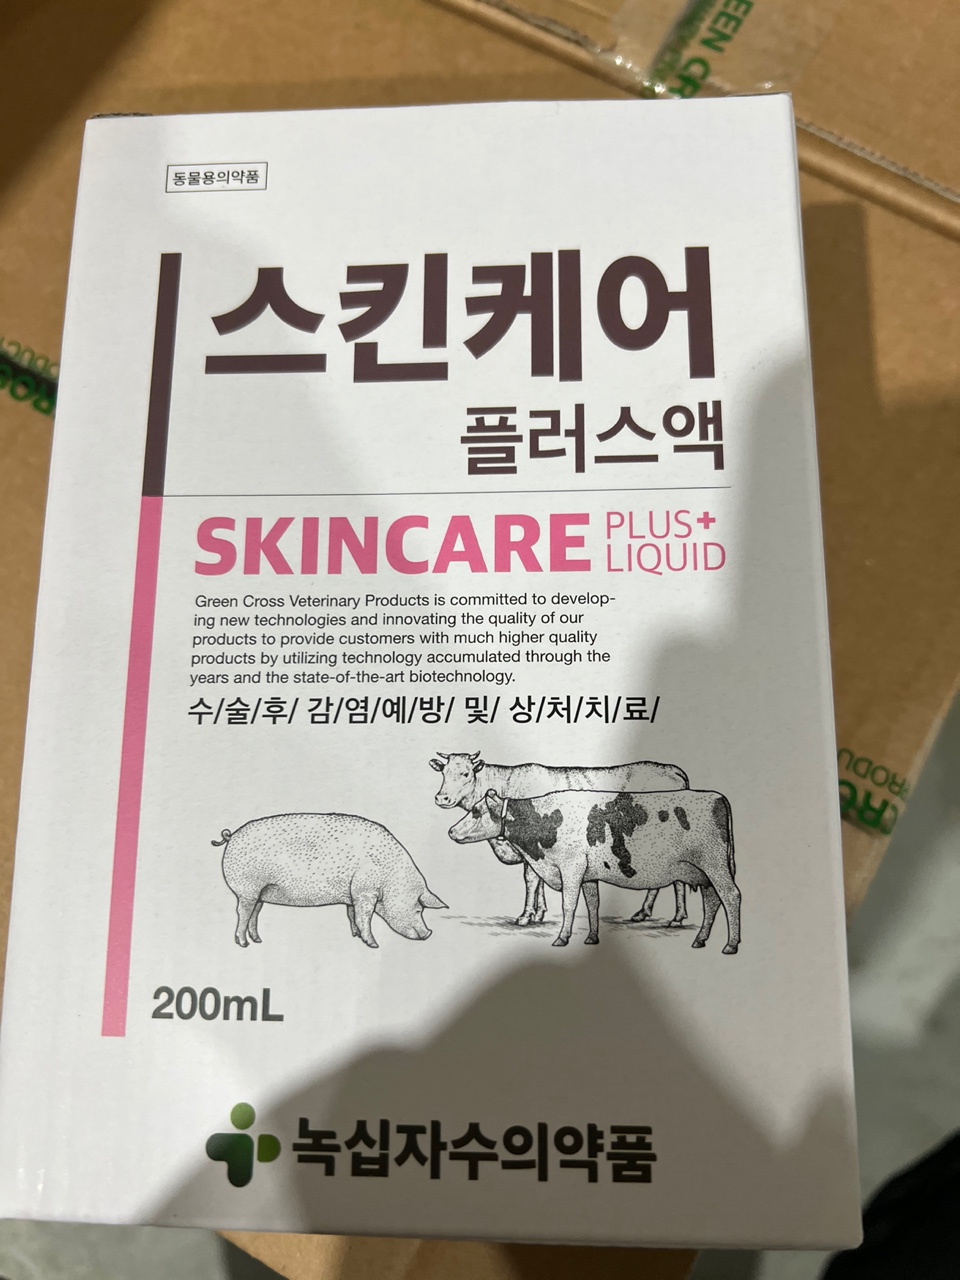 동물용의약품
스킨케어
플러스액
SKINCARE PLUS+
LIQUID
Green Cross Veterinary Products is committed to develop-
ing new technologies and innovating the quality of our
products to provide customers with much higher quality
products by utilizing technology accumulated through the
years and the state-of-the-art biotechnology.
수/술/후/ 감/염/예/방/ 및/ 상/처/치/료/
200mL
녹십자수의약품